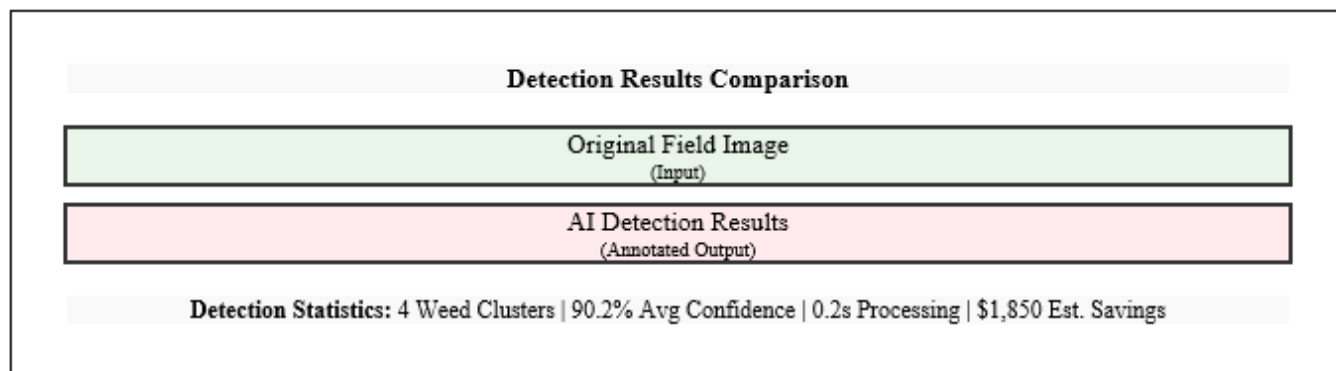 Detection Results Comparison
Original Field Image
(Input)
AI Detection Results
(Annotated Output)
Detection Statistics: 4 Weed Clusters | 90.2% Avg Confidence | 0.2s Processing | $1,850 Est. Savings